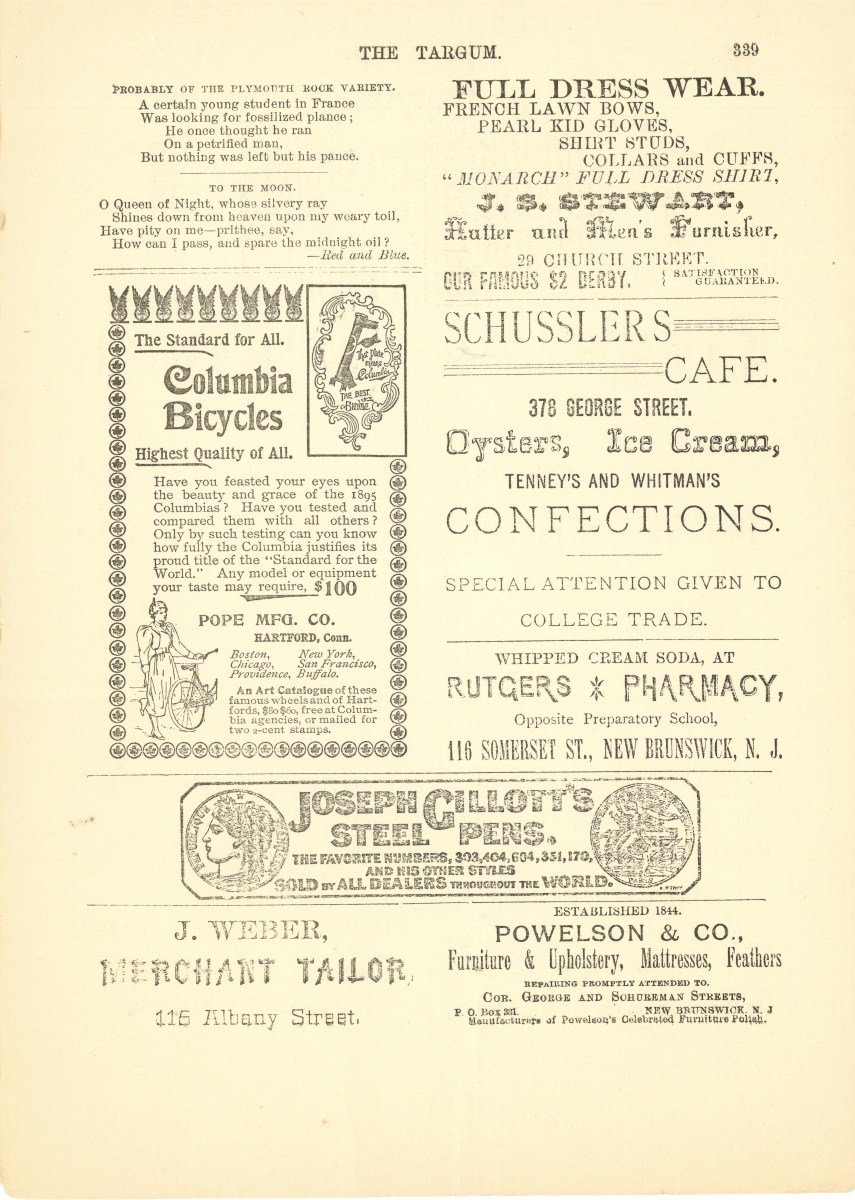 THE TARGUM.
339
PROBABLY OF THE PLYMOUTH ROCK VARIETY.
A certain young student in France
Was looking for fossilized plance;
He once thought he ran
On a petrified man,
But nothing was left but his pance.
TO THE MOON.
O Queen of Night, whose silvery ray
Shines down from heaven upon my weary toil,
Have pity on me—prithee, say,
How can I pass, and spare the midnight oil?
—Red and Blue.
The Standard for All.
Columbia
Bicycles
Highest Quality of All.
That Plate
means
Columbia
THE BEST
BICYCLE.
Have you feasted your eyes upon
the beauty and grace of the 1895
Columbias? Have you tested and
compared them with all others?
Only by such testing can you know
how fully the Columbia justifies its
proud title of the "Standard for the
World." Any model or equipment
your taste may require, $100
POPE MFG. CO.
HARTFORD, Conn.
Boston, New York,
Chicago, San Francisco,
Providence, Buffalo.
An Art Catalogue of these
famous wheels and of Hart-
fords, $80 $60, free at Colum-
bia agencies, or mailed for
two 2-cent stamps.
FULL DRESS WEAR.
FRENCH LAWN BOWS,
PEARL KID GLOVES,
SHIRT STUDS,
COLLARS and CUFFS,
"MONARCH" FULL DRESS SHIRT,
J. S. STEWART,
Hatter and Men's Furnisher,
29 CHURCH STREET.
OUR FAMOUS $2 DERBY. { SATISFACTION
GUARANTEED.
SCHUSSLERS
CAFE.
378 GEORGE STREET.
Oysters, Ice Cream,
TENNEY'S AND WHITMAN'S
CONFECTIONS.
SPECIAL ATTENTION GIVEN TO
COLLEGE TRADE.
WHIPPED CREAM SODA, AT
RUTGERS * PHARMACY,
Opposite Preparatory School,
116 SOMERSET ST., NEW BRUNSWICK, N. J.
JOSEPH GILLOTT'S
STEEL PENS.
THE FAVORITE NUMBERS, 303, 404, 604, 351, 170,
AND HIS OTHER STYLES
SOLD BY ALL DEALERS THROUGHOUT THE WORLD.
J. WEBER,
MERCHANT TAILOR,
115 Albany Street.
ESTABLISHED 1844.
POWELSON & CO.,
Furniture & Upholstery, Mattresses, Feathers
REPAIRING PROMPTLY ATTENDED TO.
COR. GEORGE AND SCHUREMAN STREETS,
P. O. Box 331. NEW BRUNSWICK. N. J
Manufacturers of Powelson's Celebrated Furniture Polish.